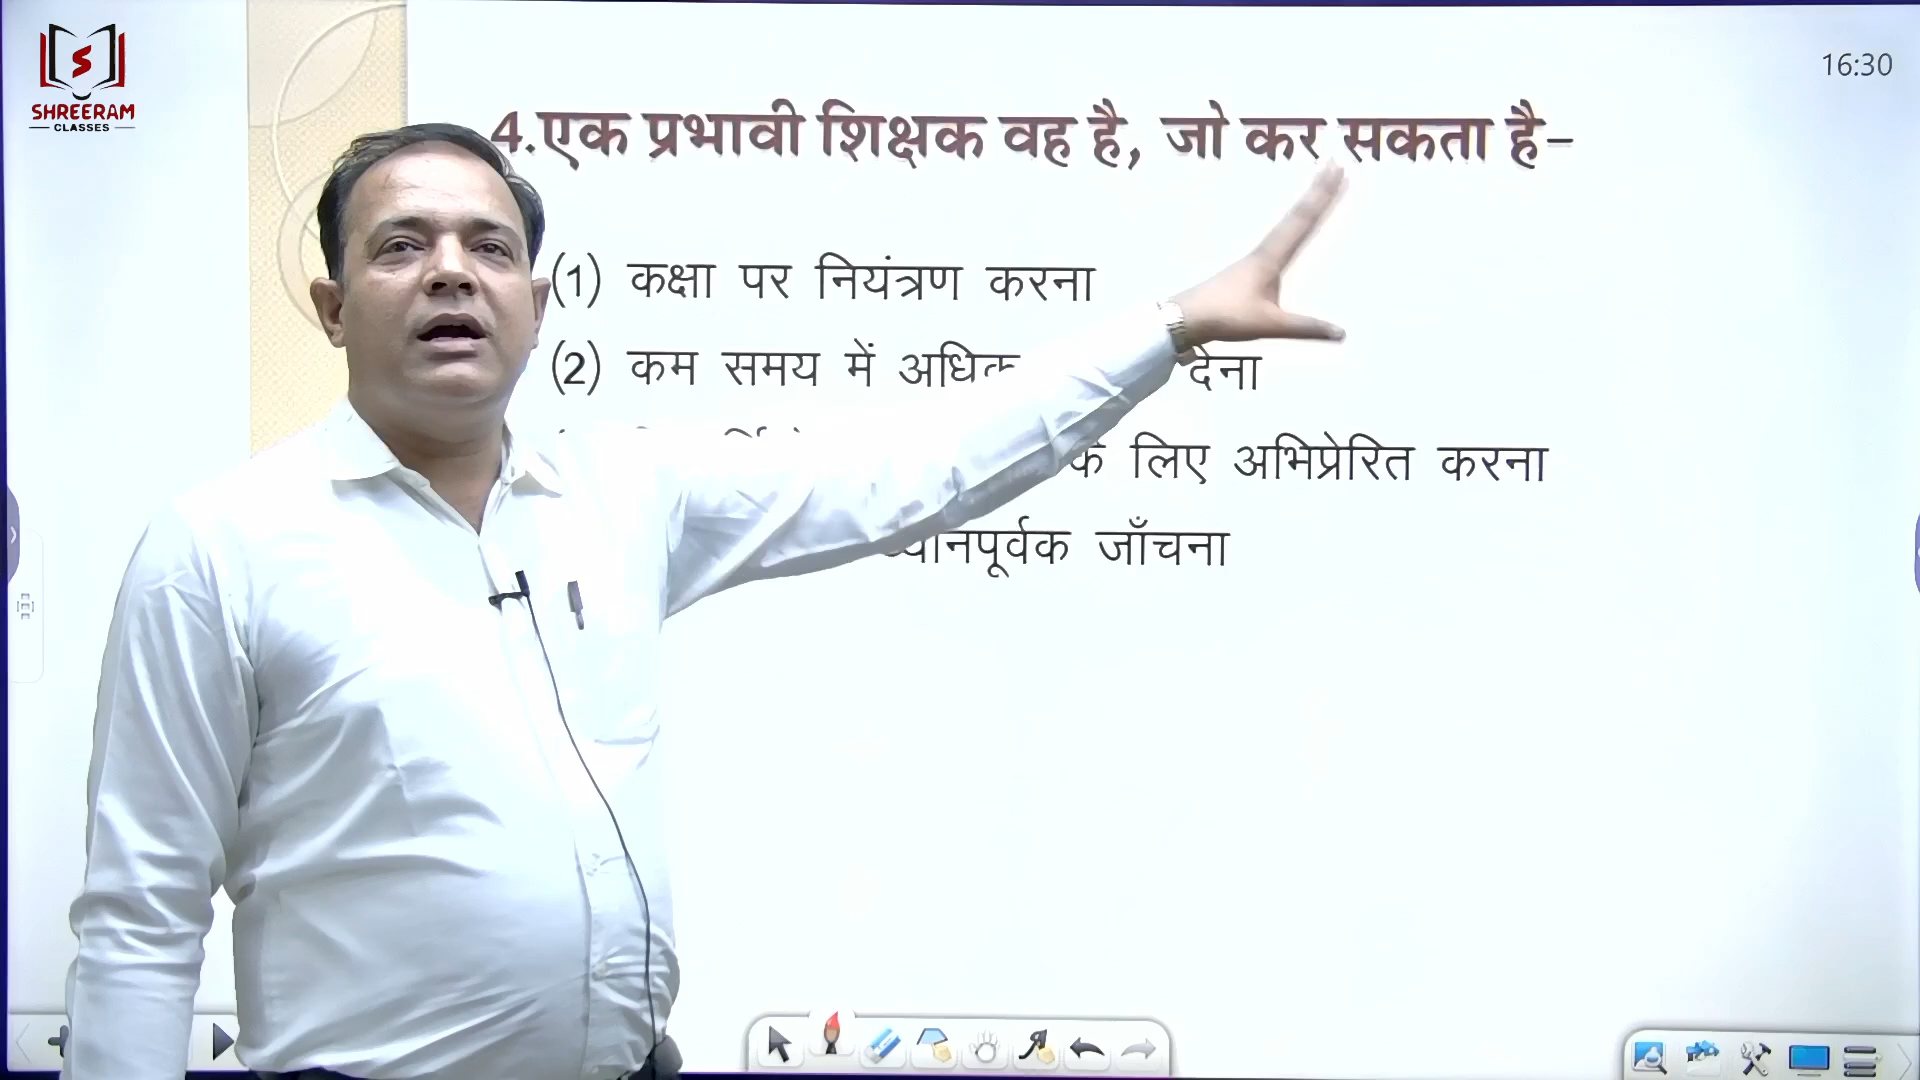 SHREERAM
CLASSES
16:30
4.एक प्रभावी शिक्षक वह है, जो कर सकता है–
(1) कक्षा पर नियंत्रण करना
(2) कम समय में अधिक देना
के लिए अभिप्रेरित करना
ध्यानपूर्वक जाँचना